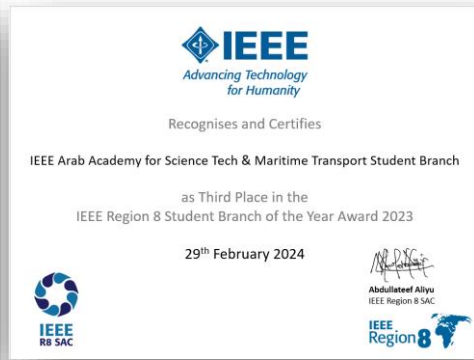 IEEE
Advancing Technology
for Humanity
Recognises and Certifies
IEEE Arab Academy for Science Tech & Maritime Transport Student Branch
as Third Place in the
IEEE Region 8 Student Branch of the Year Award 2023
29th February 2024
Abdullateef Aliyu
IEEE Region 8 SAC
IEEE
R8 SAC
IEEE
Region 8